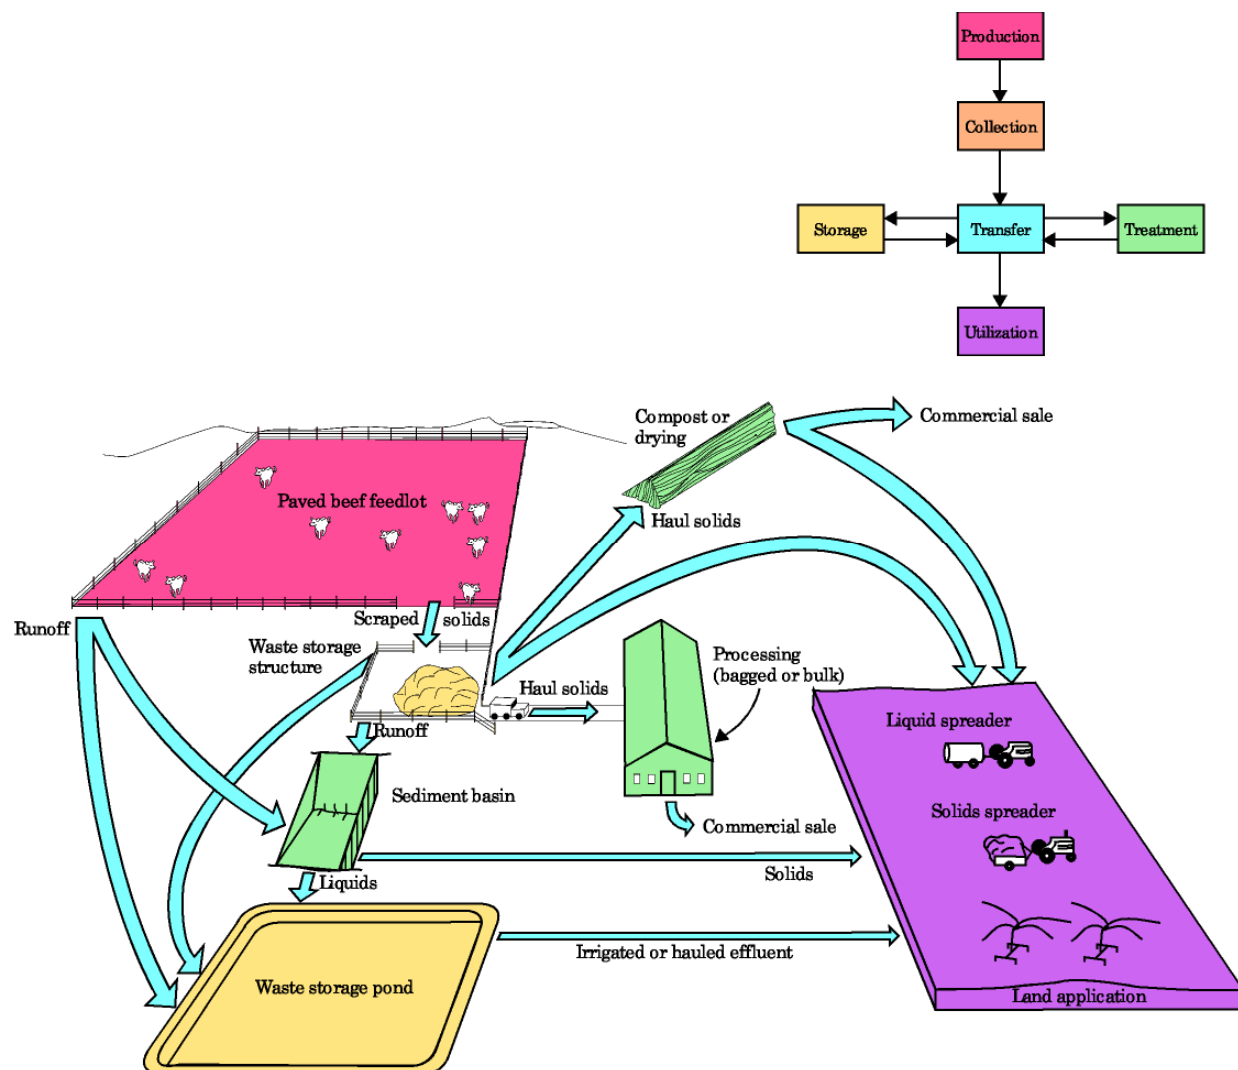 Production
Collection
Storage
Transfer
Treatment
Utilization
Compost or
drying
Commercial sale
Paved beef feedlot
Haul solids
Scraped solids
Runoff
Waste storage
structure
Processing
(bagged or bulk)
Haul solids
Runoff
Liquid spreader
Sediment basin
Solids spreader
Commercial sale
Solids
Liquids
Irrigated or hauled effluent
Waste storage pond
Land application